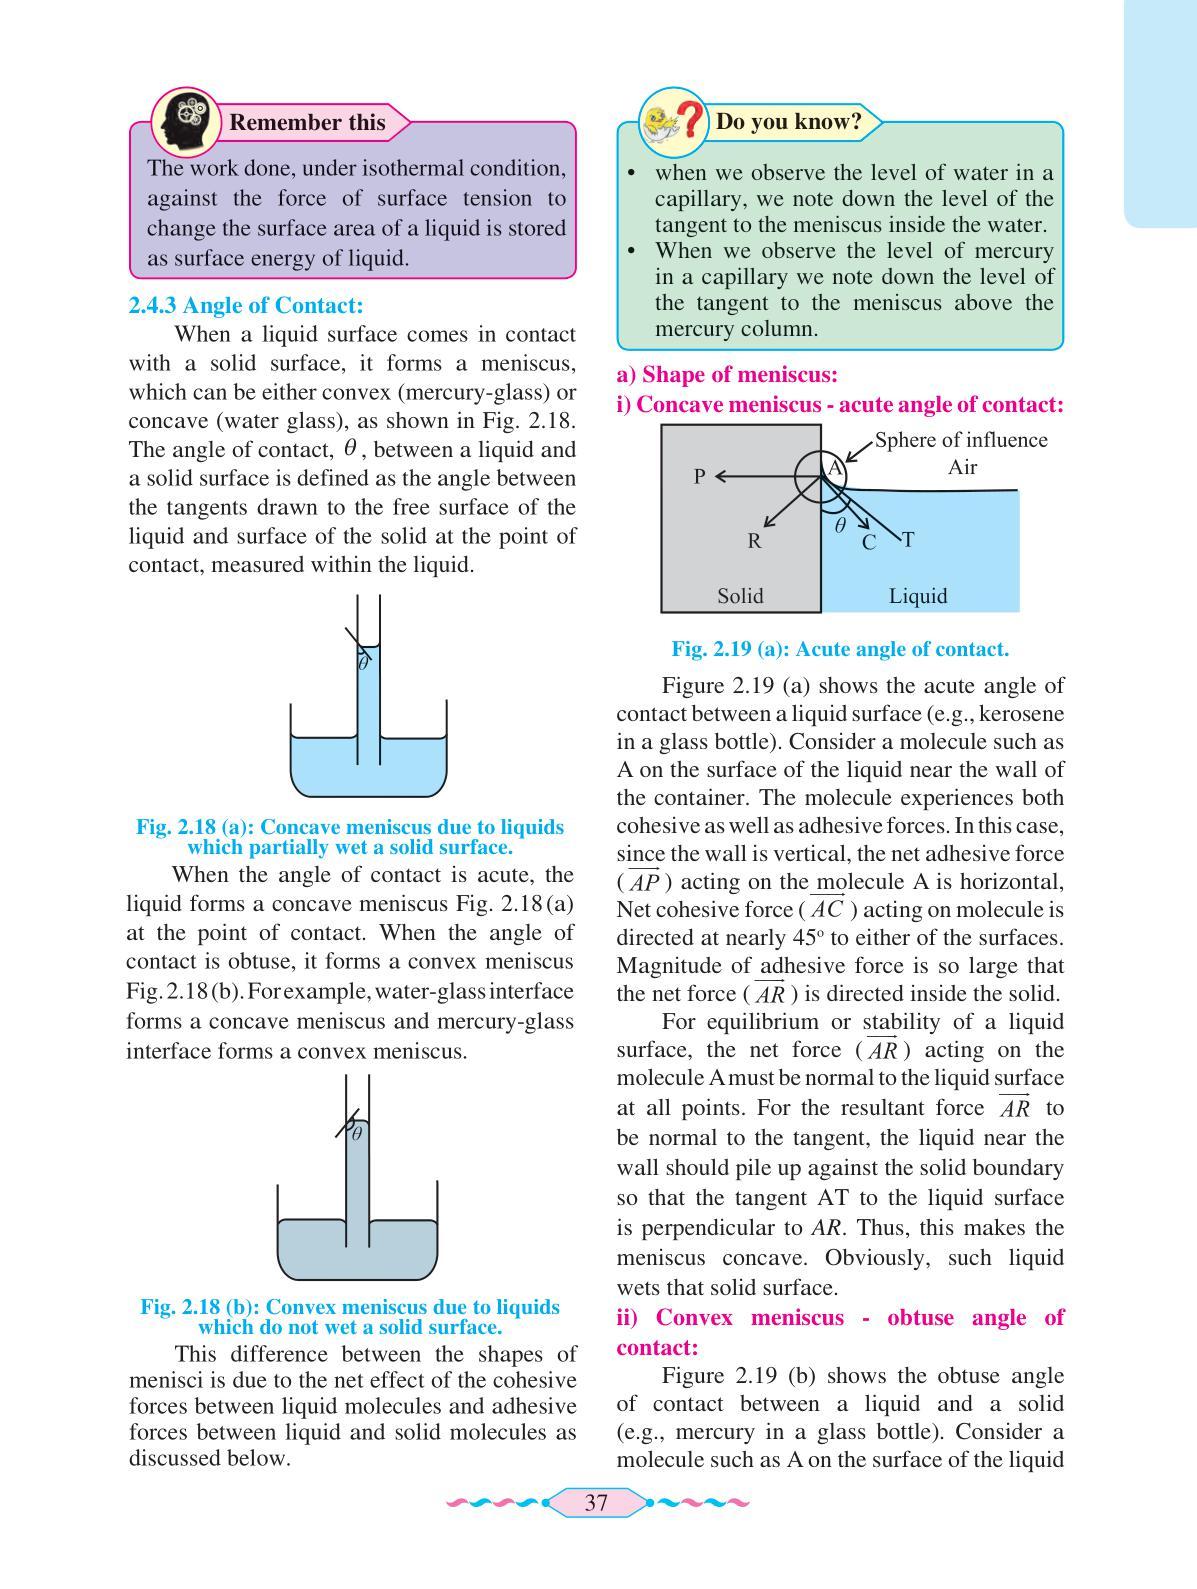 Remember this
The work done, under isothermal condition,
against the force of surface tension to
change the surface area of a liquid is stored
as surface energy of liquid.
2.4.3 Angle of Contact:
When a liquid surface comes in contact
with a solid surface, it forms a meniscus,
which can be either convex (mercury-glass) or
concave (water glass), as shown in Fig. 2.18.
The angle of contact, θ , between a liquid and
a solid surface is defined as the angle between
the tangents drawn to the free surface of the
liquid and surface of the solid at the point of
contact, measured within the liquid.
θ
Fig. 2.18 (a): Concave meniscus due to liquids
which partially wet a solid surface.
When the angle of contact is acute, the
liquid forms a concave meniscus Fig. 2.18 (a)
at the point of contact. When the angle of
contact is obtuse, it forms a convex meniscus
Fig. 2.18 (b). For example, water-glass interface
forms a concave meniscus and mercury-glass
interface forms a convex meniscus.
θ
Fig. 2.18 (b): Convex meniscus due to liquids
which do not wet a solid surface.
This difference between the shapes of
menisci is due to the net effect of the cohesive
forces between liquid molecules and adhesive
forces between liquid and solid molecules as
discussed below.
Do you know?
• when we observe the level of water in a
capillary, we note down the level of the
tangent to the meniscus inside the water.
• When we observe the level of mercury
in a capillary we note down the level of
the tangent to the meniscus above the
mercury column.
a) Shape of meniscus:
i) Concave meniscus - acute angle of contact:
Sphere of influence
A
Air
P
θ
R
C
T
Solid
Liquid
Fig. 2.19 (a): Acute angle of contact.
Figure 2.19 (a) shows the acute angle of
contact between a liquid surface (e.g., kerosene
in a glass bottle). Consider a molecule such as
A on the surface of the liquid near the wall of
the container. The molecule experiences both
cohesive as well as adhesive forces. In this case,
since the wall is vertical, the net adhesive force
( AP ) acting on the molecule A is horizontal,
Net cohesive force ( AC ) acting on molecule is
directed at nearly 45º to either of the surfaces.
Magnitude of adhesive force is so large that
the net force ( AR ) is directed inside the solid.
For equilibrium or stability of a liquid
surface, the net force ( AR ) acting on the
molecule A must be normal to the liquid surface
at all points. For the resultant force AR to
be normal to the tangent, the liquid near the
wall should pile up against the solid boundary
so that the tangent AT to the liquid surface
is perpendicular to AR. Thus, this makes the
meniscus concave. Obviously, such liquid
wets that solid surface.
ii) Convex meniscus - obtuse angle of
contact:
Figure 2.19 (b) shows the obtuse angle
of contact between a liquid and a solid
(e.g., mercury in a glass bottle). Consider a
molecule such as A on the surface of the liquid
37